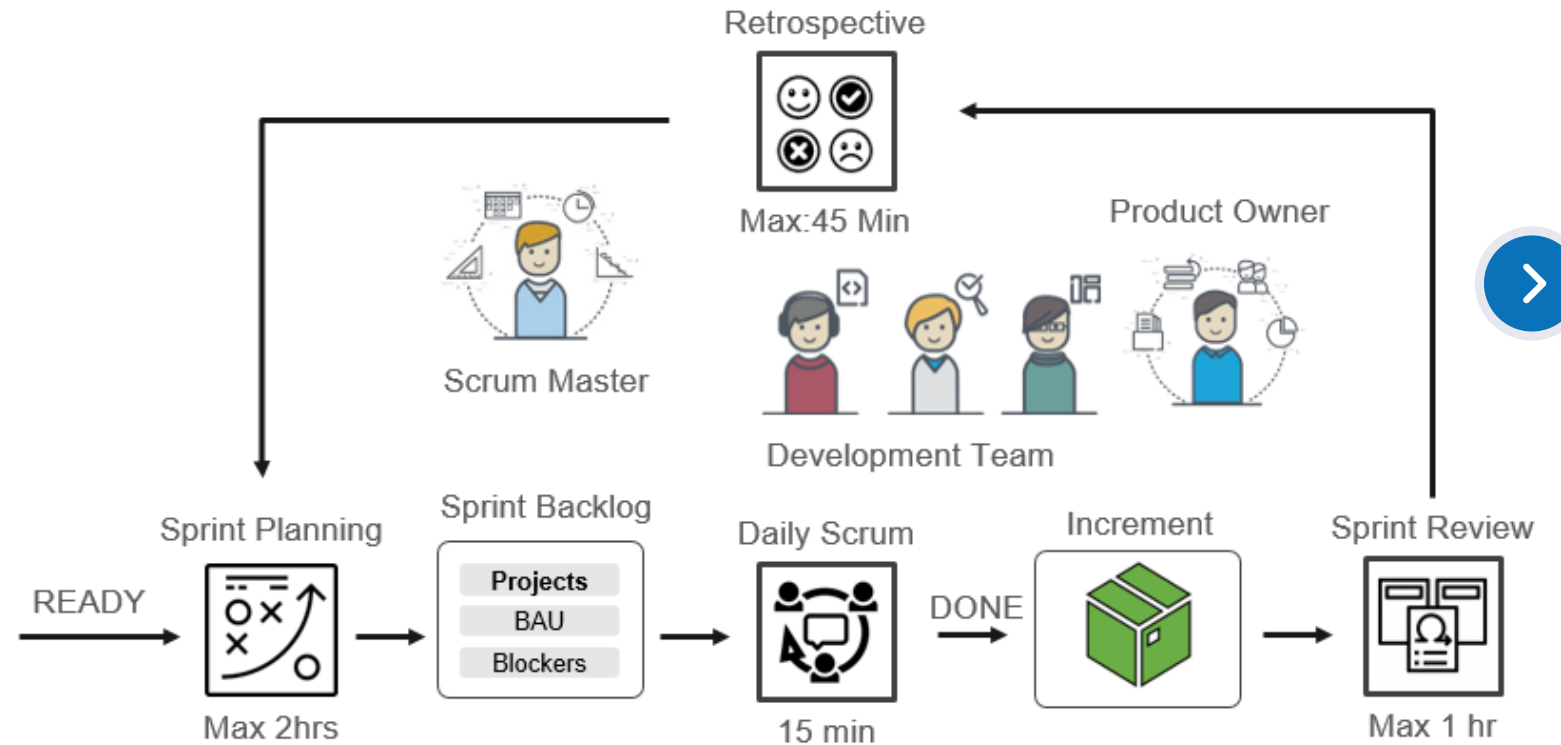 Retrospective
Max:45 Min
Product Owner
Scrum Master
Development Team
Sprint Planning
Sprint Backlog
Daily Scrum
Increment
Sprint Review
READY
Projects
BAU
Blockers
DONE
Max 2hrs
15 min
Max 1 hr